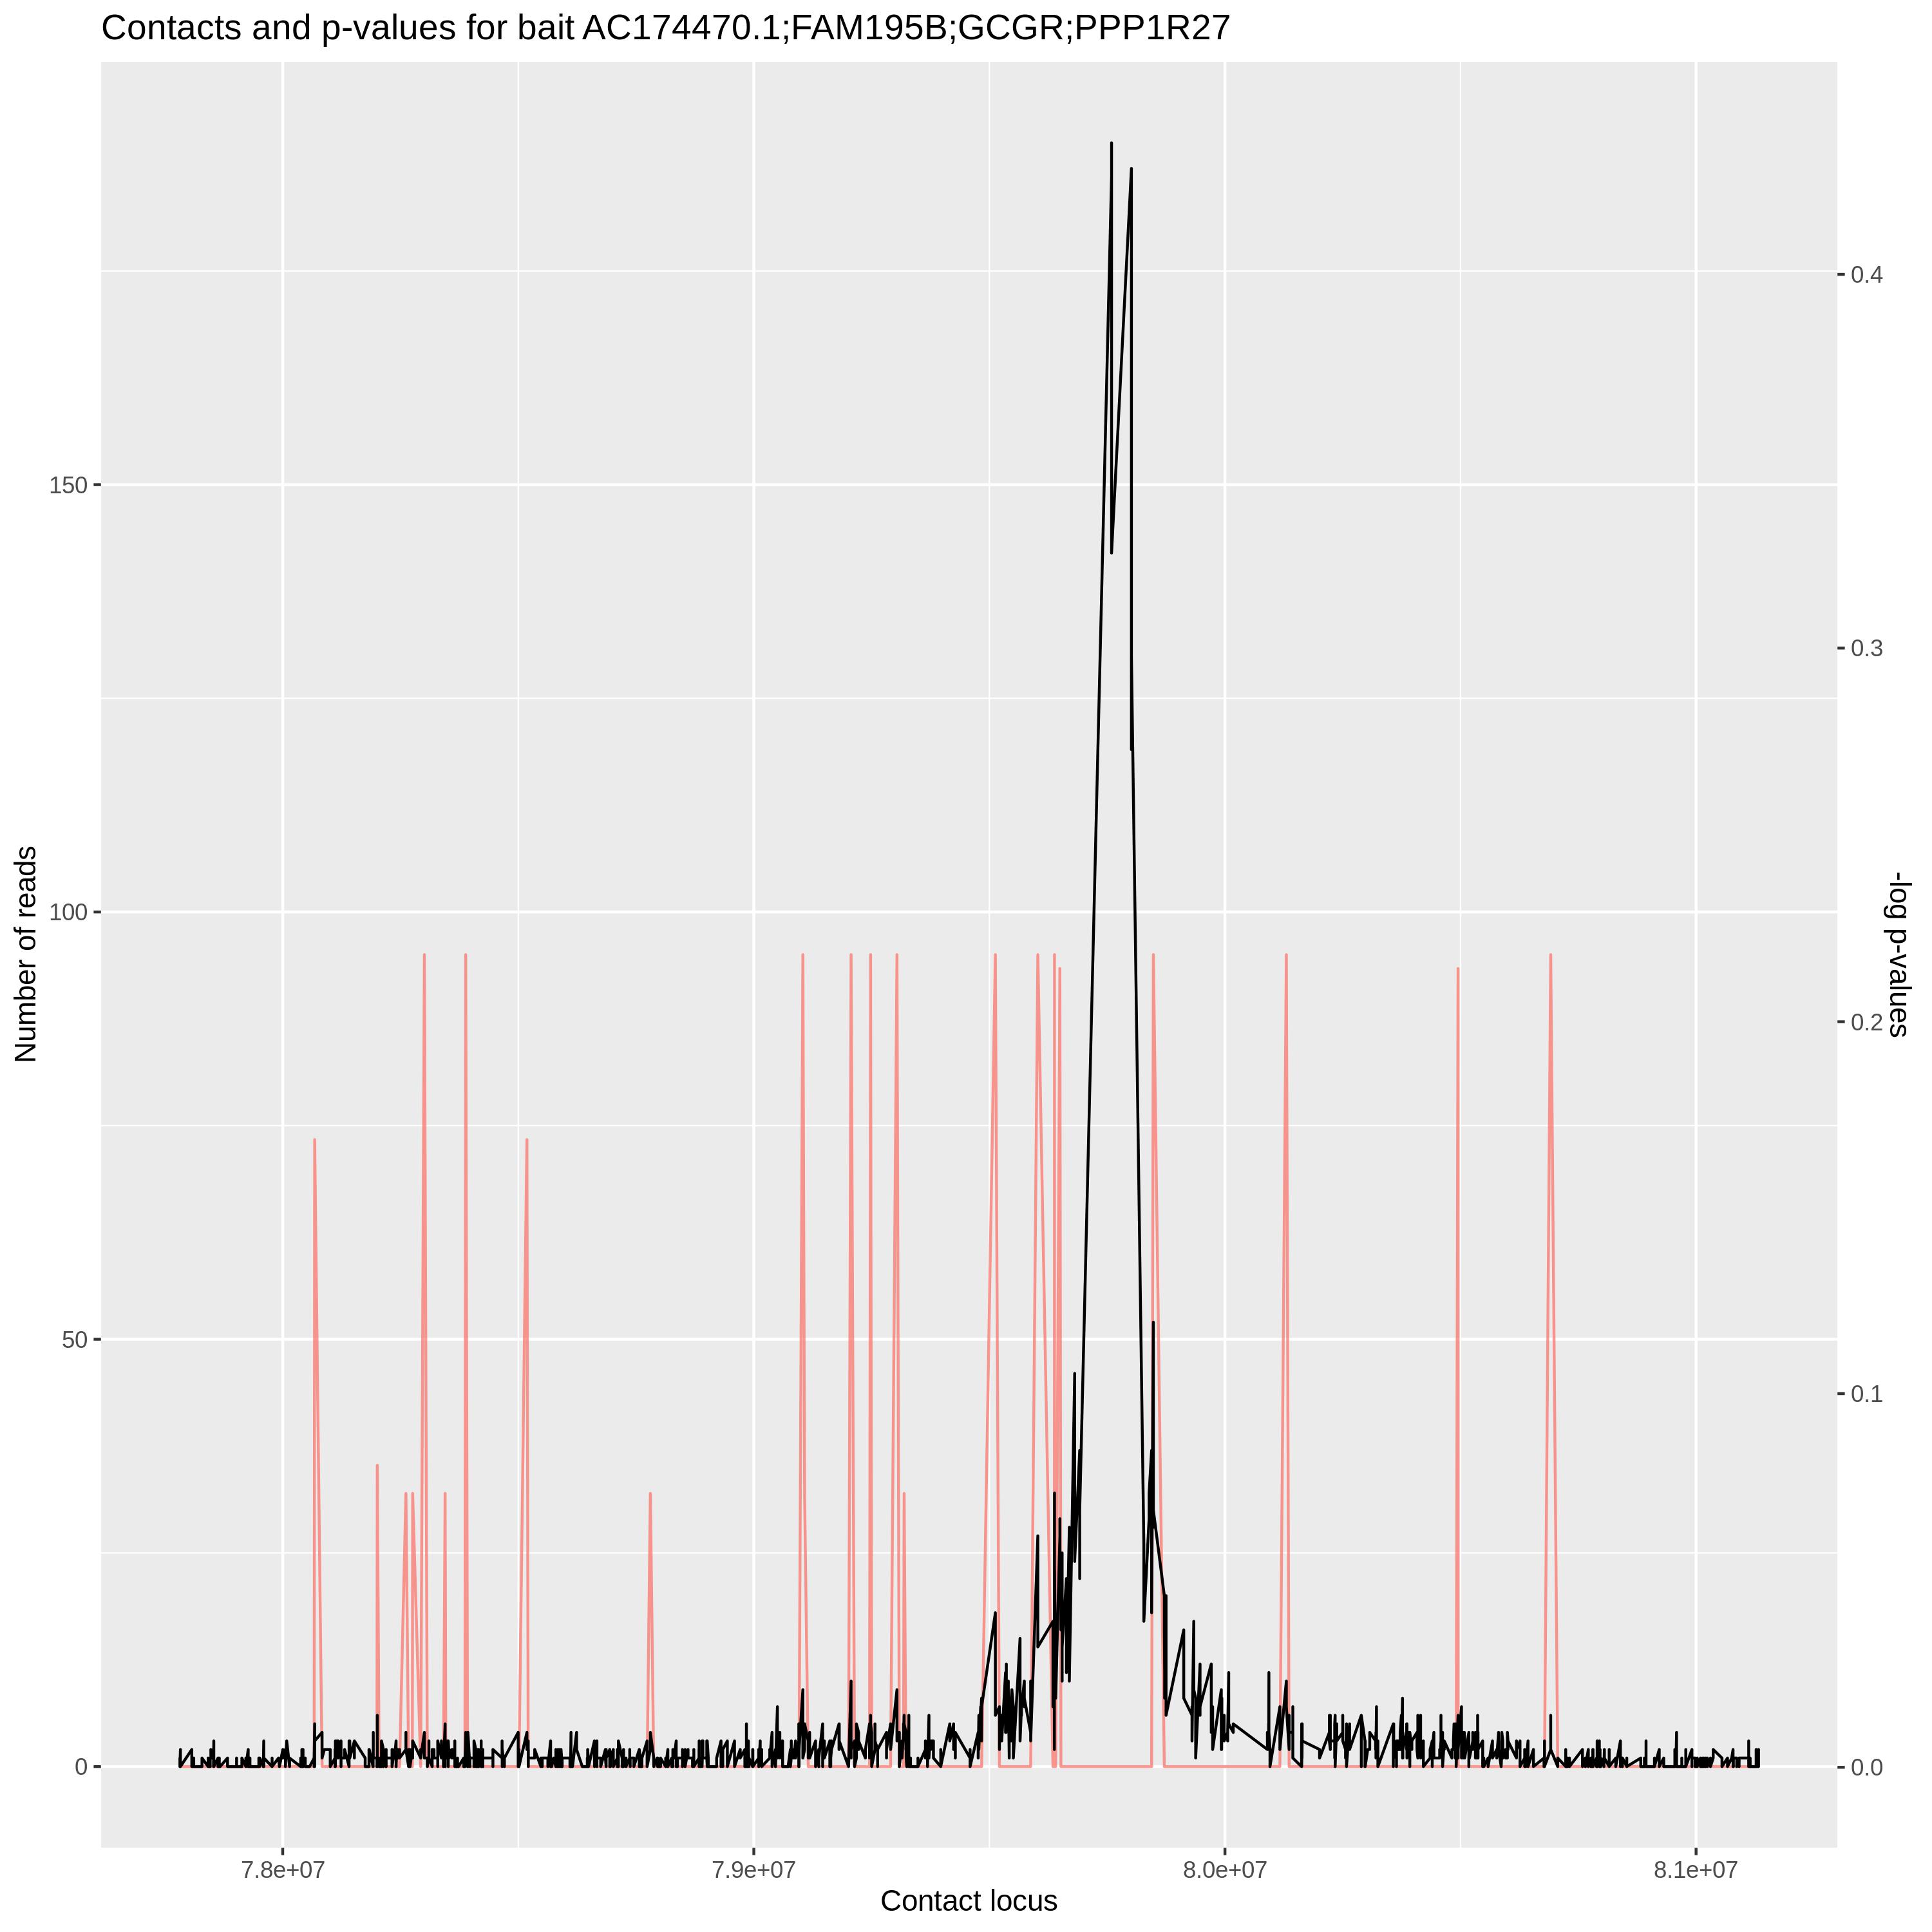 Contacts and p-values for bait AC174470.1;FAM195B;GCGR;PPP1R27
Number of reads
150
100
50
0
0.4
0.3
0.2
0.1
0.0
-log p-values
7.8e+07
7.9e+07
8.0e+07
8.1e+07
Contact locus